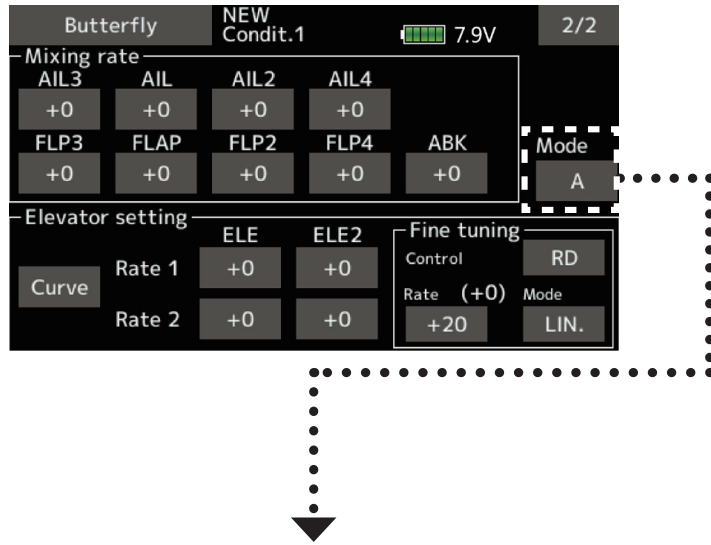 Butterfly NEW Condit.1 7.9V 2/2
Mixing rate
AIL3 AIL AIL2 AIL4
+0 +0 +0 +0
FLP3 FLAP FLP2 FLP4 ABK Mode
+0 +0 +0 +0 +0 A
Elevator setting
ELE ELE2 Fine tuning
Curve Rate 1 +0 +0 Control RD
Rate (+0) Mode
Rate 2 +0 +0 +20 LIN.